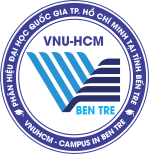 PHÂN HIỆU ĐẠI HỌC QUỐC GIA TP. HỒ CHÍ MINH TẠI TỈNH BẾN TRE
VNU-HCM
BEN TRE
VNUHCM - CAMPUS IN BEN TRE